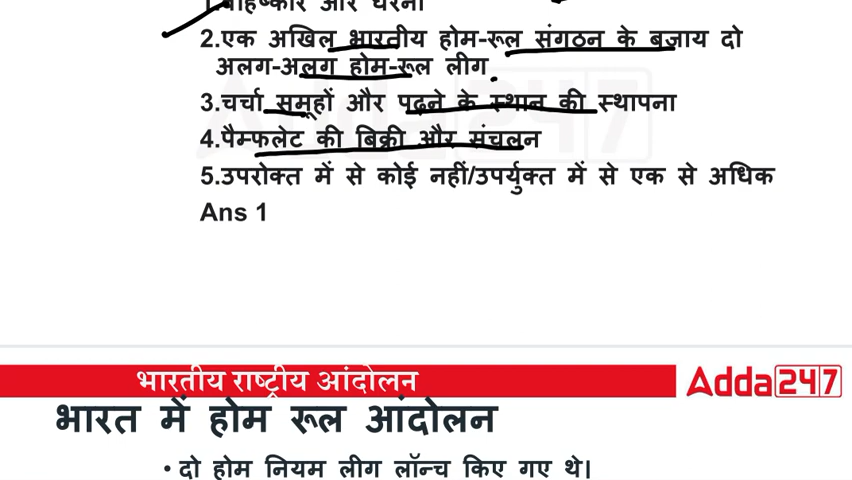 1.बहिष्कार और धरना
2.एक अखिल भारतीय होम-रूल संगठन के बजाय दो
अलग-अलग होम-रूल लीग
3.चर्चा समूहों और पढ़ने के स्थान की स्थापना
4.पैम्फलेट की बिक्री और संचलन
5.उपरोक्त में से कोई नहीं/उपर्युक्त में से एक से अधिक
Ans 1
भारतीय राष्ट्रीय आंदोलन
Adda247
भारत में होम रूल आंदोलन
• दो होम नियम लीग लॉन्च किए गए थे।